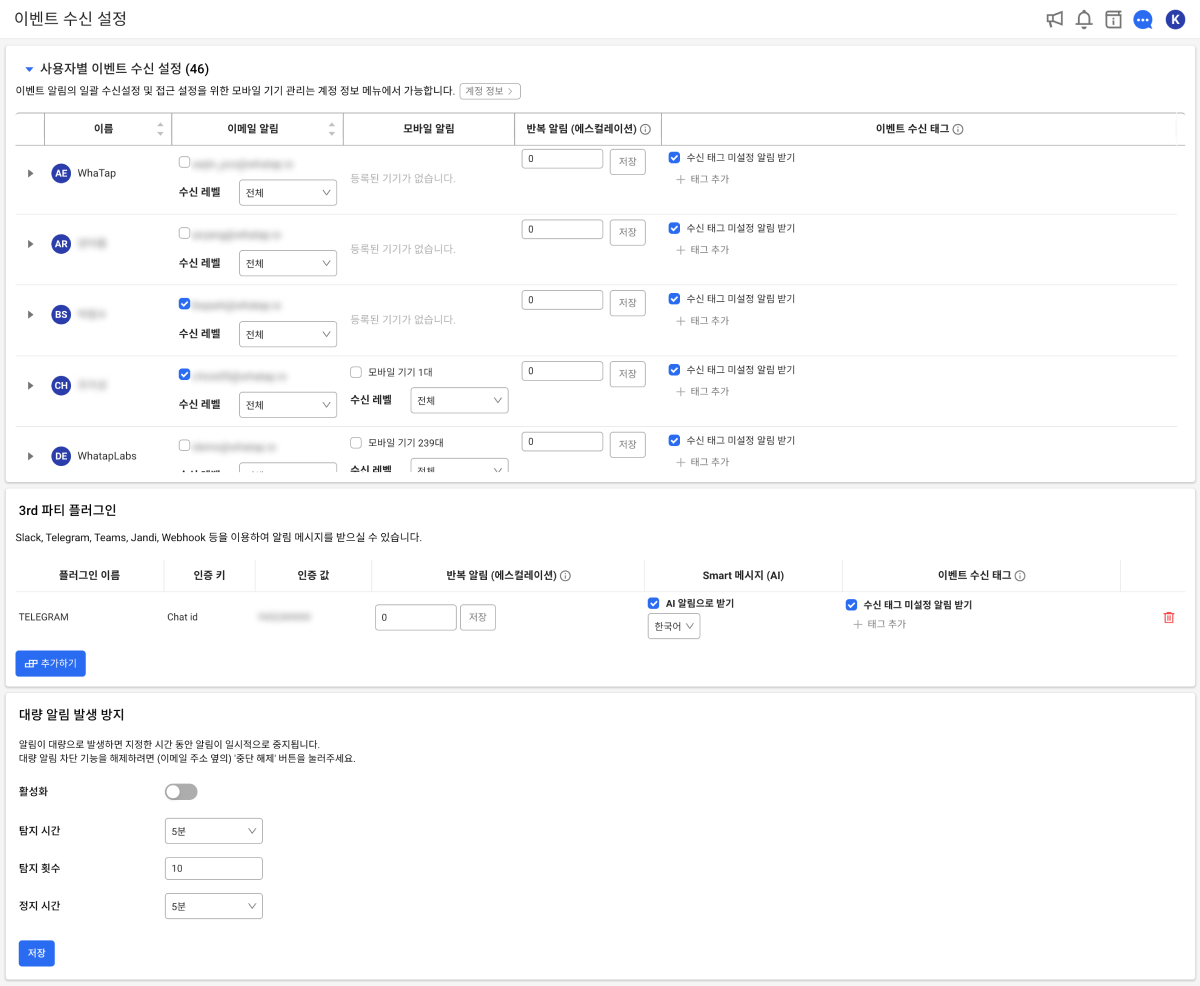 이벤트 수신 설정
K
사용자별 이벤트 수신 설정 (46)
이벤트 알림의 일괄 수신설정 및 접근 설정을 위한 모바일 기기 관리는 계정 정보 메뉴에서 가능합니다. 계정 정보 >
이름 이메일 알림 모바일 알림 반복 알림 (에스컬레이션) 이벤트 수신 태그
AE WhaTap
수신 레벨 전체
등록된 기기가 없습니다.
0 저장
수신 태그 미설정 알림 받기
+ 태그 추가
AR
수신 레벨 전체
등록된 기기가 없습니다.
0 저장
수신 태그 미설정 알림 받기
+ 태그 추가
BS
수신 레벨 전체
등록된 기기가 없습니다.
0 저장
수신 태그 미설정 알림 받기
+ 태그 추가
CH
수신 레벨 전체
모바일 기기 1대
수신 레벨 전체
0 저장
수신 태그 미설정 알림 받기
+ 태그 추가
DE WhatapLabs
모바일 기기 239대
수신 레벨 전체
0 저장
수신 태그 미설정 알림 받기
+ 태그 추가
3rd 파티 플러그인
Slack, Telegram, Teams, Jandi, Webhook 등을 이용하여 알림 메시지를 받으실 수 있습니다.
플러그인 이름 인증 키 인증 값 반복 알림 (에스컬레이션) Smart 메시지 (AI) 이벤트 수신 태그
TELEGRAM Chat id
0 저장
AI 알림으로 받기
한국어
수신 태그 미설정 알림 받기
+ 태그 추가
추가하기
대량 알림 발생 방지
알림이 대량으로 발생하면 지정한 시간 동안 알림이 일시적으로 중지됩니다.
대량 알림 차단 기능을 해제하려면 (이메일 주소 옆의) '중단 해제' 버튼을 눌러주세요.
활성화
탐지 시간 5분
탐지 횟수 10
정지 시간 5분
저장